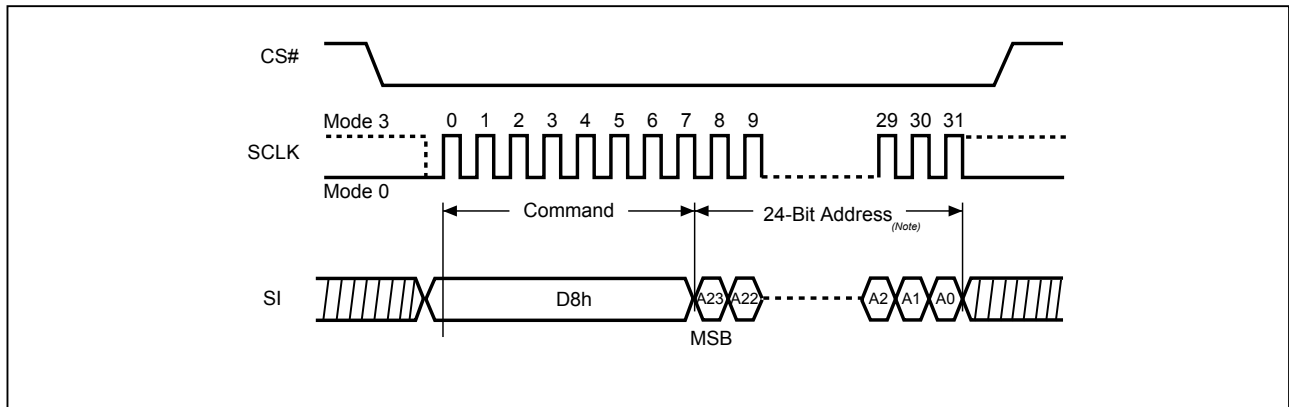 CS#
Mode 3
0 1 2 3 4 5 6 7 8 9 29 30 31
SCLK
Mode 0
Command
24-Bit Address(Note)
SI
D8h
A23 A22 A2 A1 A0
MSB